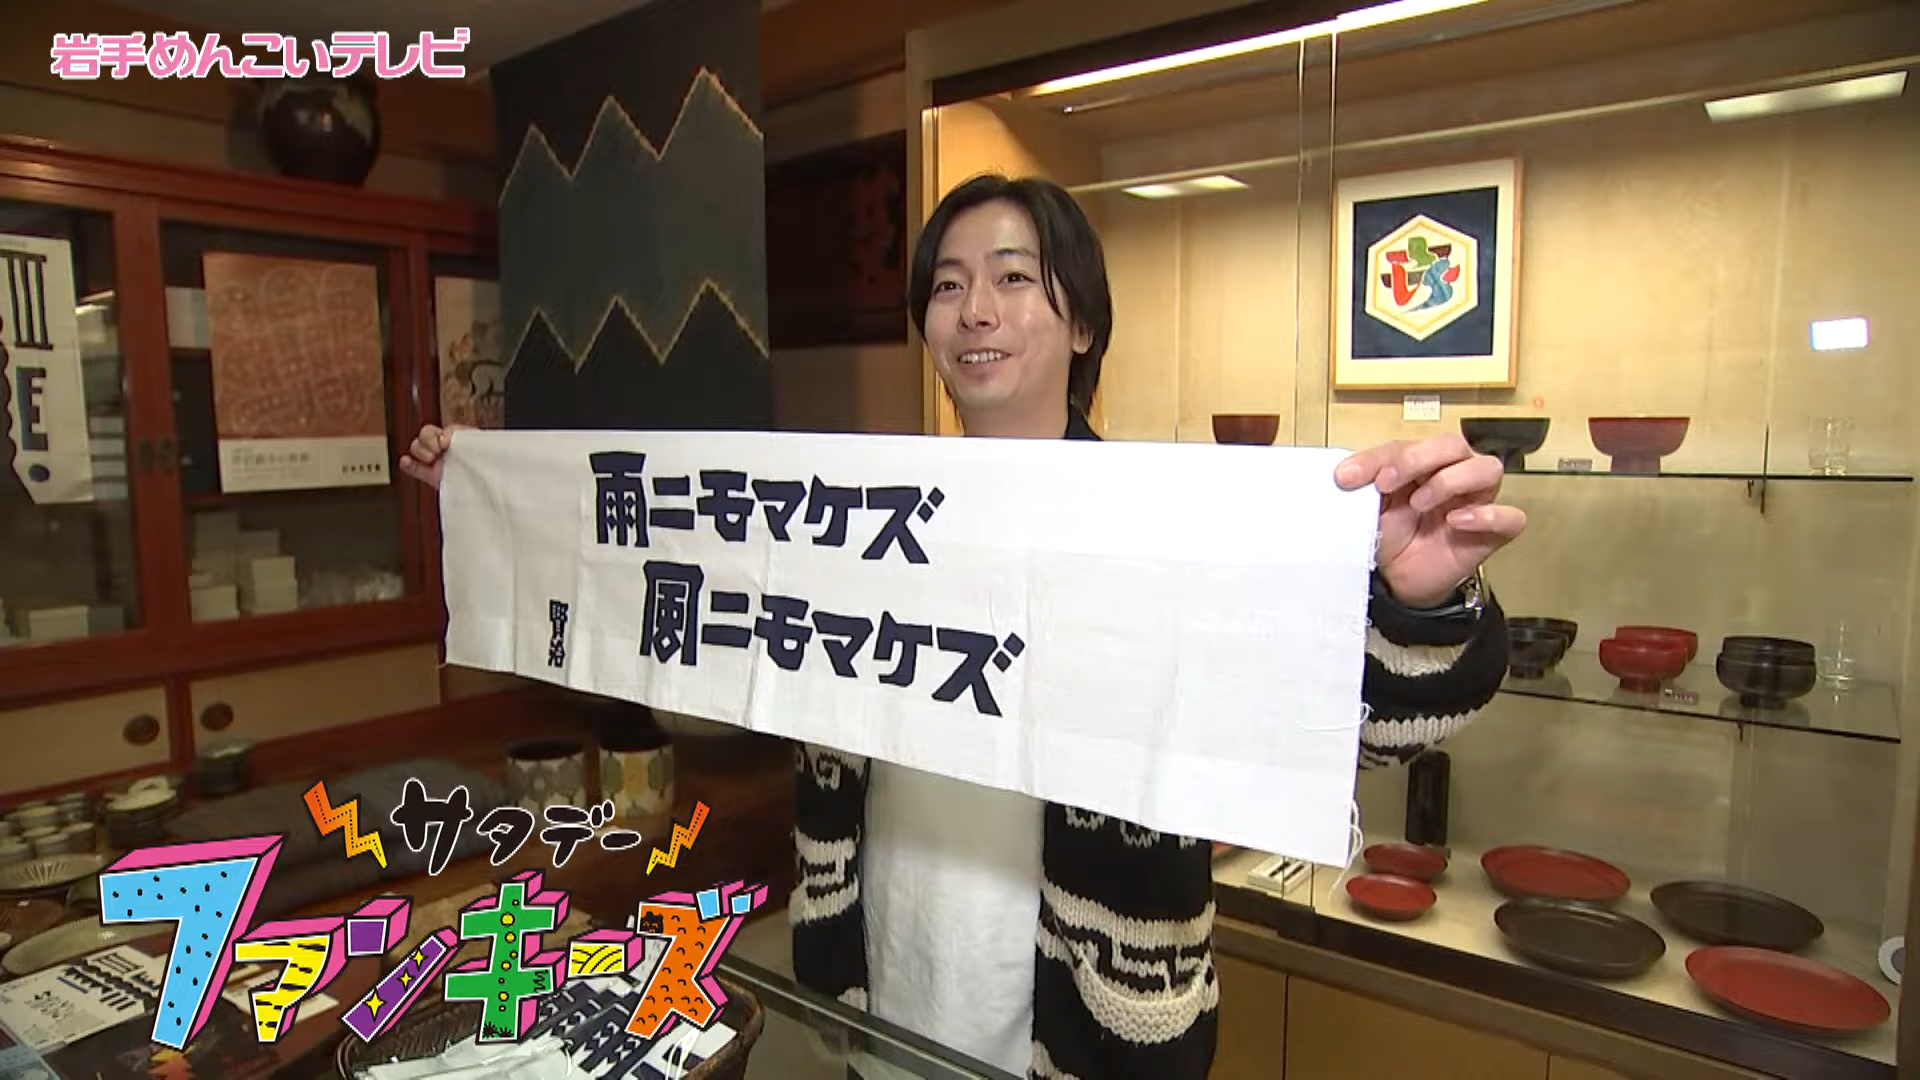 岩手めんこいテレビ
雨ニモマケズ
風ニモマケズ
賢治
サタデー
ファンキーズ